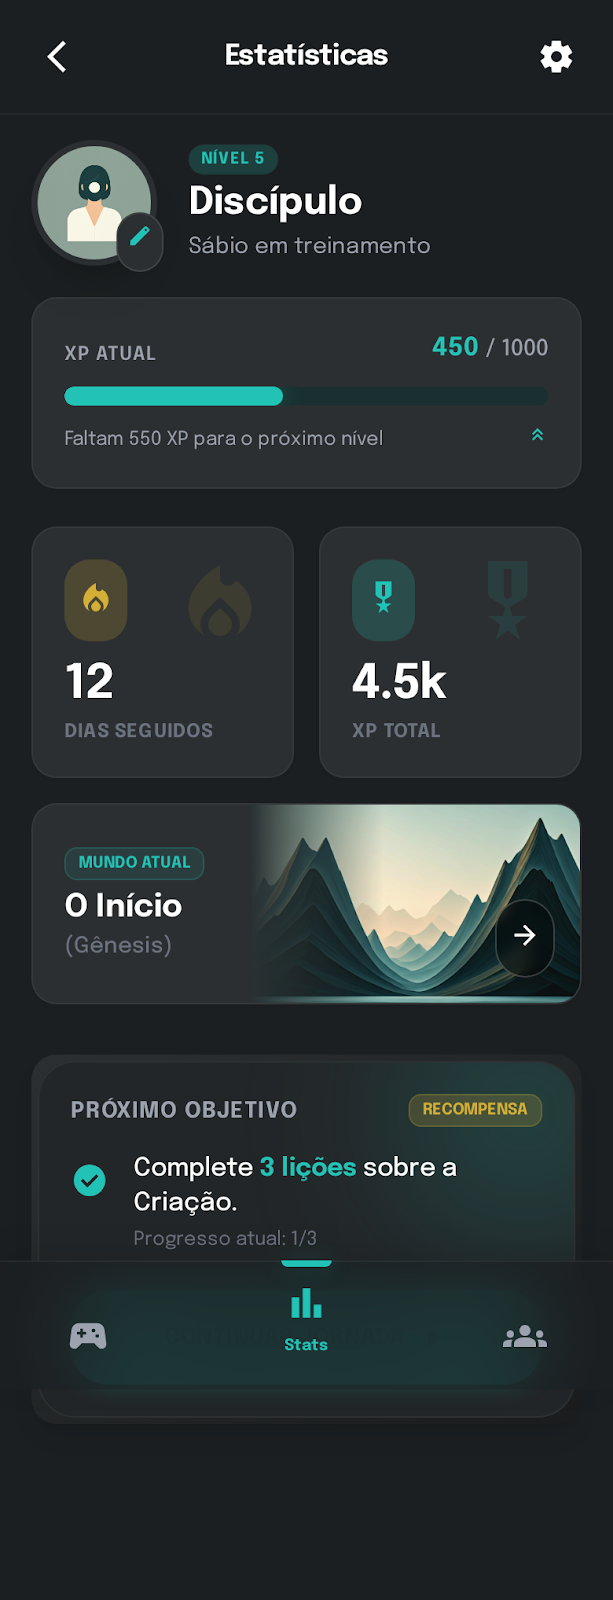 Estatísticas
NÍVEL 5
Discípulo
Sábio em treinamento
XP ATUAL
450 / 1000
Faltam 550 XP para o próximo nível
12
DIAS SEGUIDOS
4.5k
XP TOTAL
MUNDO ATUAL
O Início
(Gênesis)
PRÓXIMO OBJETIVO
RECOMPENSA
Complete 3 lições sobre a
Criação.
Progresso atual: 1/3
Stats